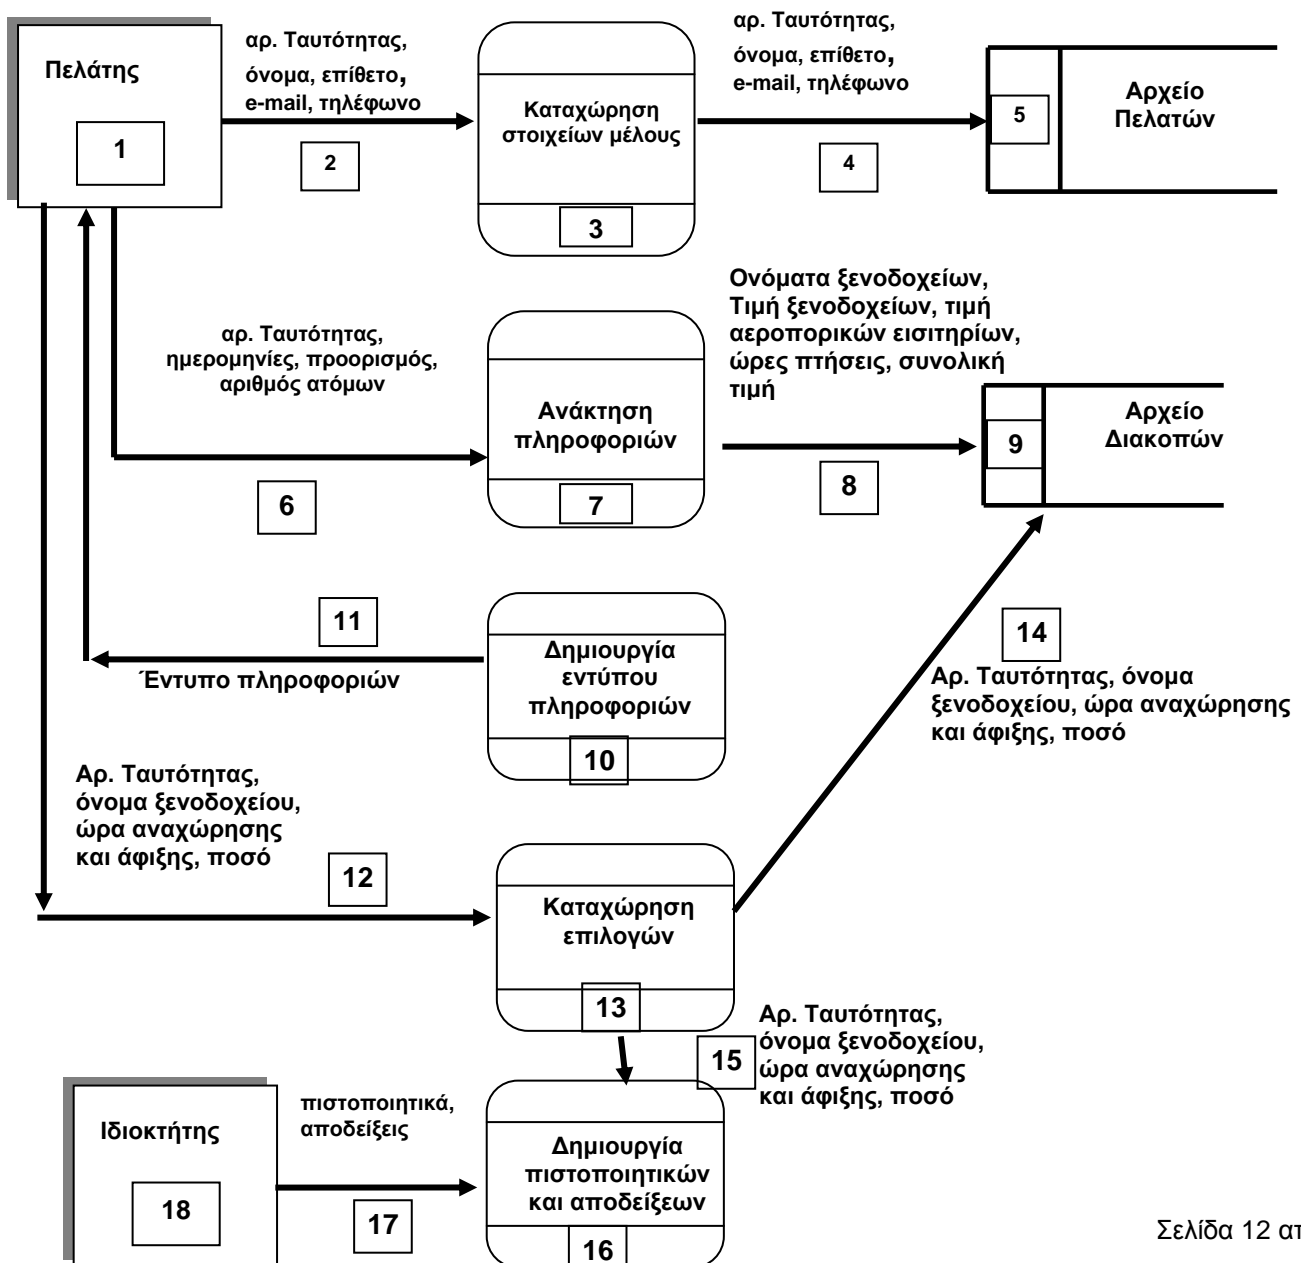 Πελάτης
1
αρ. Ταυτότητας,
όνομα, επίθετο,
e-mail, τηλέφωνο
2
Καταχώρηση
στοιχείων μέλους
3
αρ. Ταυτότητας,
όνομα, επίθετο,
e-mail, τηλέφωνο
4
5
Αρχείο
Πελατών
αρ. Ταυτότητας,
ημερομηνίες, προορισμός,
αριθμός ατόμων
6
Ανάκτηση
πληροφοριών
7
Ονόματα ξενοδοχείων,
Τιμή ξενοδοχείων, τιμή
αεροπορικών εισιτηρίων,
ώρες πτήσεις, συνολική
τιμή
8
9
Αρχείο
Διακοπών
11
Έντυπο πληροφοριών
Δημιουργία
εντύπου
πληροφοριών
10
14
Αρ. Ταυτότητας, όνομα
ξενοδοχείου, ώρα αναχώρησης
και άφιξης, ποσό
Αρ. Ταυτότητας,
όνομα ξενοδοχείου,
ώρα αναχώρησης
και άφιξης, ποσό
12
Καταχώρηση
επιλογών
13
15
Αρ. Ταυτότητας,
όνομα ξενοδοχείου,
ώρα αναχώρησης
και άφιξης, ποσό
Ιδιοκτήτης
18
πιστοποιητικά,
αποδείξεις
17
Δημιουργία
πιστοποιητικών
και αποδείξεων
16
Σελίδα 12